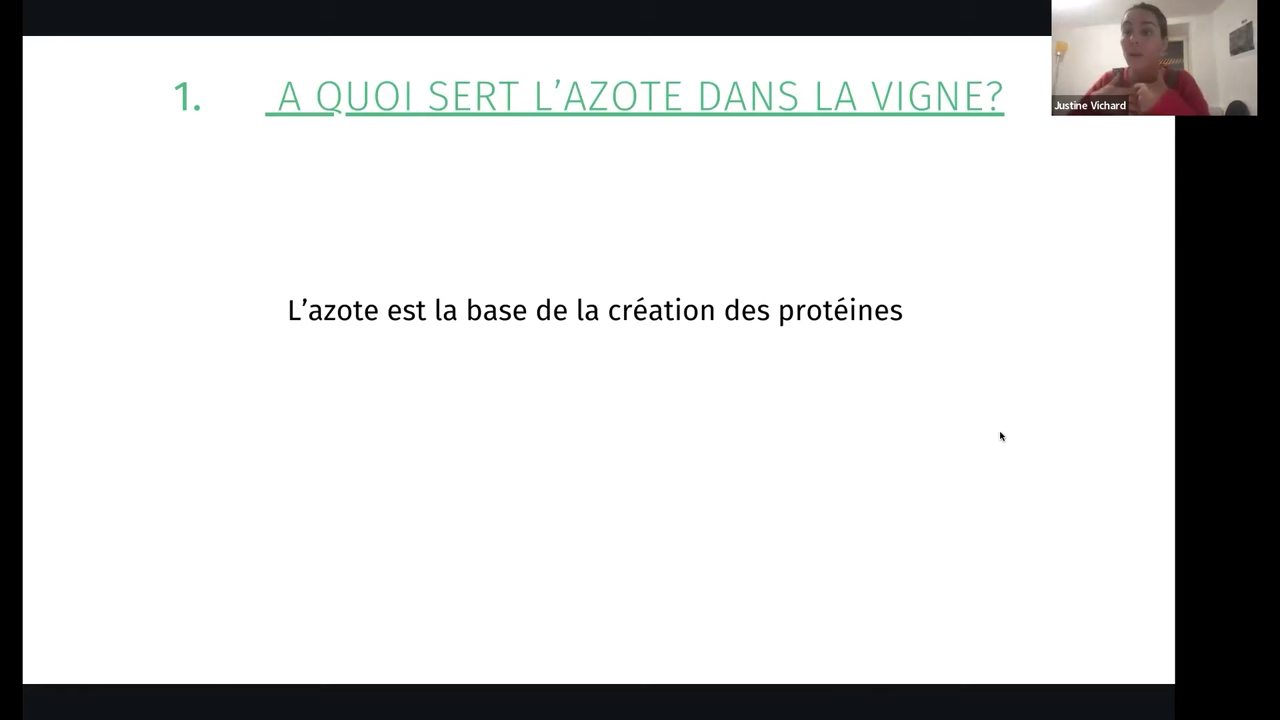 1. A QUOI SERT L'AZOTE DANS LA VIGNE?
Justine Vichard
L'azote est la base de la création des protéines